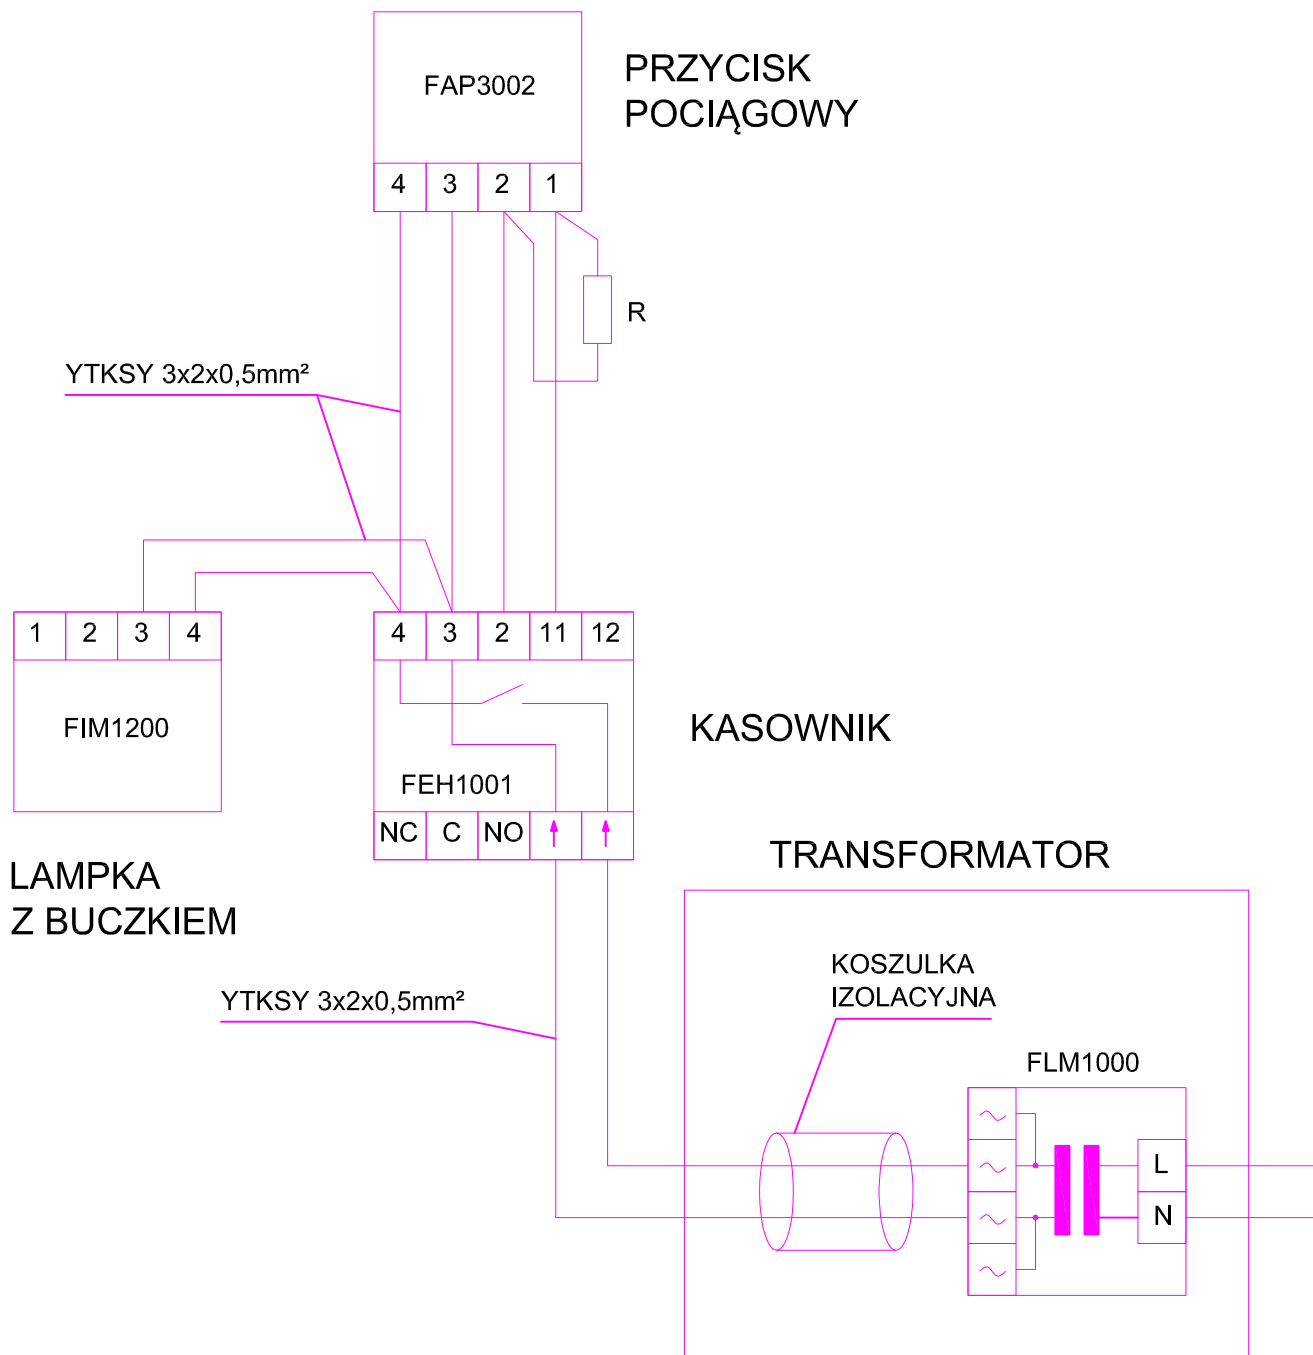 FAP3002
PRZYCISK
POCIĄGOWY
4 3 2 1
R
YTKSY 3x2x0,5mm²
1 2 3 4
FIM1200
LAMPKA
Z BUCZKIEM
4 3 2 11 12
FEH1001
NC C NO
KASOWNIK
YTKSY 3x2x0,5mm²
TRANSFORMATOR
KOSZULKA
IZOLACYJNA
FLM1000
~
~
~
~
L
N